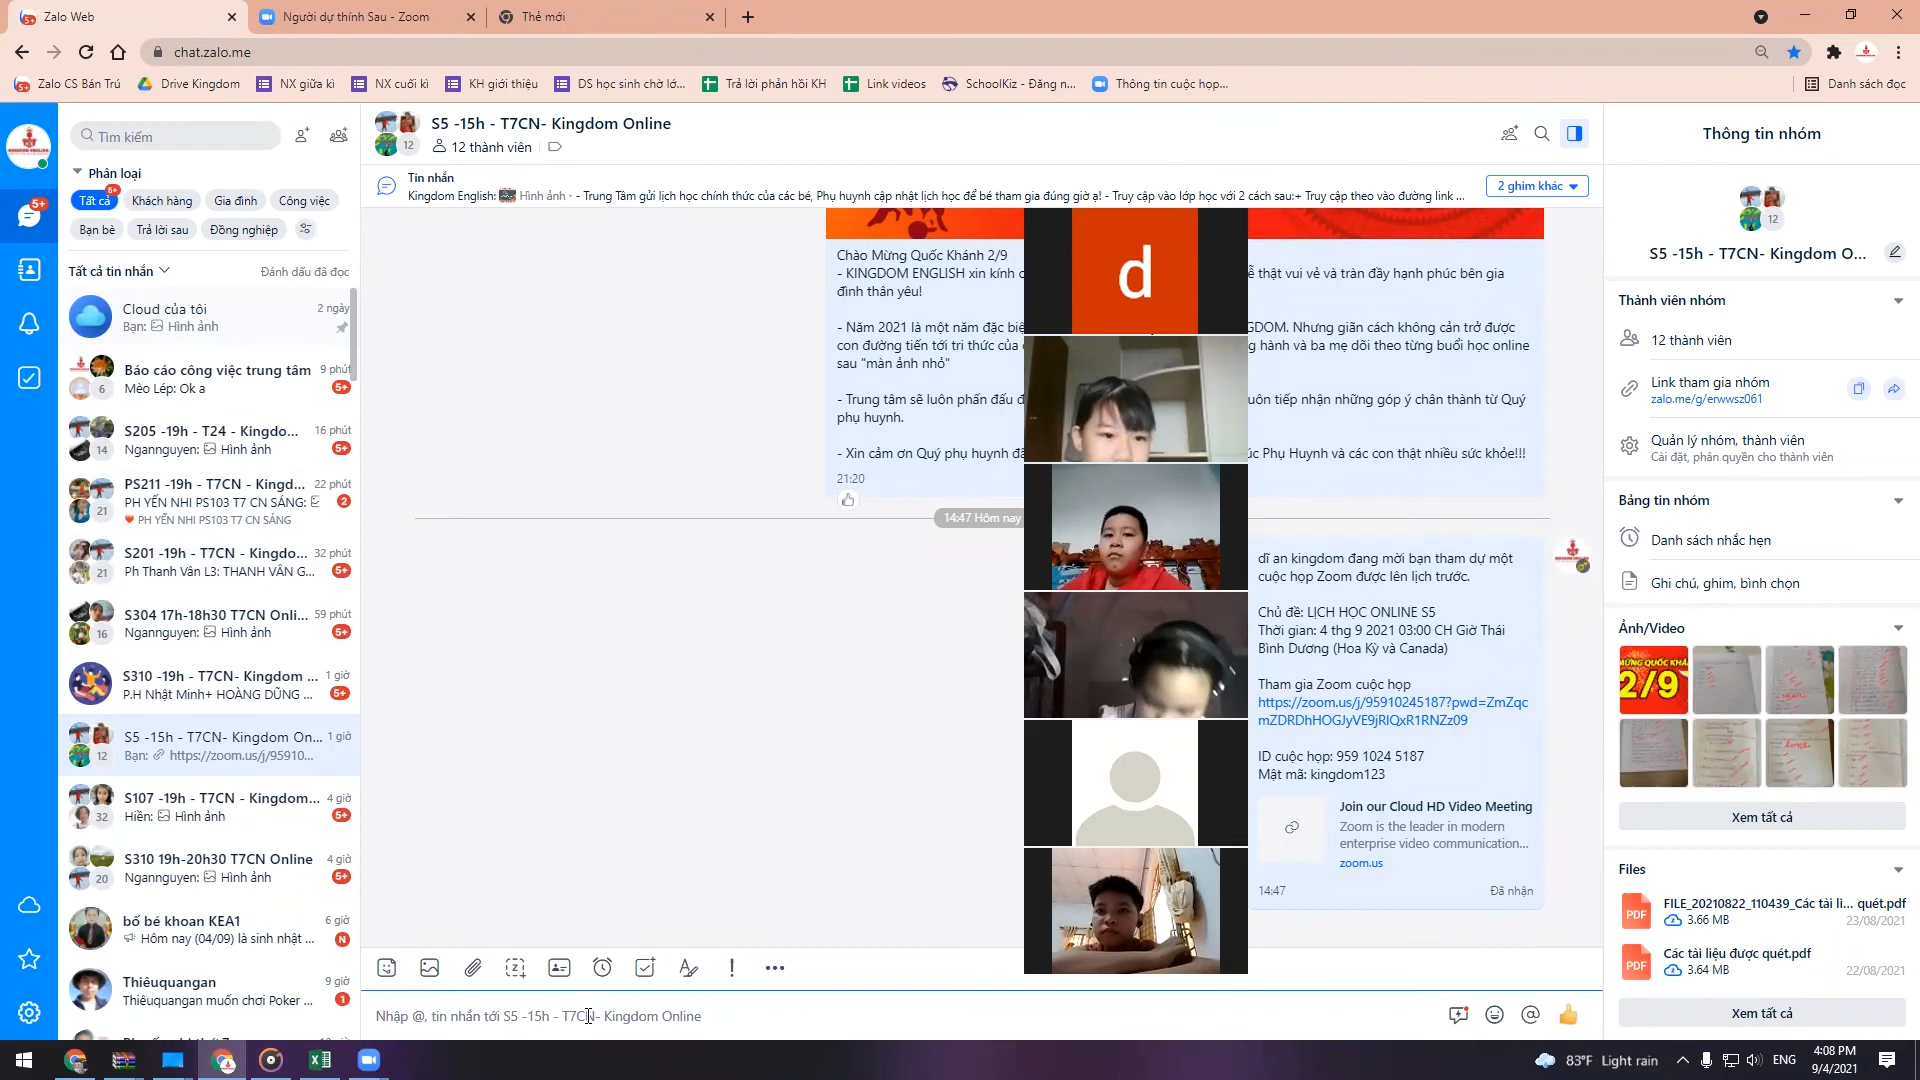 Zalo Web
Người dự thính Sau - Zoom
Thẻ mới
chat.zalo.me
Zalo CS Bán Trú
Drive Kingdom
NX giữa kì
NX cuối kì
KH giới thiệu
DS học sinh chờ lớ...
Trả lời phản hồi KH
Link videos
SchoolKiz - Đăng n...
Thông tin cuộc họp...
Danh sách đọc
Tìm kiếm
Phân loại
5+
Tất cả
Khách hàng
Gia đình
Công việc
Bạn bè
Trả lời sau
Đồng nghiệp
Tất cả tin nhắn
Đánh dấu đã đọc
Cloud của tôi
2 ngày
Bạn: Hình ảnh
Báo cáo công việc trung tâm
9 phút
6
Mèo Lép: Ok a
5+
S205 -19h - T24 - Kingdo...
16 phút
14
Ngannguyen: Hình ảnh
5+
PS211 -19h - T7CN - Kingd...
22 phút
21
PH YẾN NHI PS103 T7 CN SÁNG:
2
PH YẾN NHI PS103 T7 CN SÁNG
S201 -19h - T7CN - Kingdo...
32 phút
21
Ph Thanh Vân L3: THANH VÂN G...
5+
S304 17h-18h30 T7CN Onli...
59 phút
16
Ngannguyen: Hình ảnh
5+
S310 -19h - T7CN - Kingdom ...
1 giờ
P.H Nhật Minh+ HOÀNG DŨNG ...
5+
S5 -15h - T7CN- Kingdom On...
1 giờ
12
Bạn: https://zoom.us/j/95910...
S107 -19h - T7CN - Kingdom...
4 giờ
32
Hiền: Hình ảnh
5+
S310 19h-20h30 T7CN Online
4 giờ
20
Ngannguyen: Hình ảnh
5+
bố bé khoan KEA1
6 giờ
Hôm nay (04/09) là sinh nhật ...
N
Thiêuquangan
9 giờ
Thiêuquangan muốn chơi Poker ...
1
S5 -15h - T7CN- Kingdom Online
12
12 thành viên
Tin nhắn
Kingdom English: Hình ảnh · - Trung Tâm gửi lịch học chính thức của các bé, Phụ huynh cập nhật lịch học để bé tham gia đúng giờ ạ! - Truy cập vào lớp học với 2 cách sau:+ Truy cập theo vào đường link ...
2 ghim khác
Chào Mừng Quốc Khánh 2/9
- KINGDOM ENGLISH xin kính c
ễ thật vui vẻ và tràn đầy hạnh phúc bên gia
đình thân yêu!
- Năm 2021 là một năm đặc biệ
GDOM. Nhưng giãn cách không cản trở được
con đường tiến tới tri thức của
g hành và ba mẹ dõi theo từng buổi học online
sau "màn ảnh nhỏ"
- Trung tâm sẽ luôn phấn đấu đ
uôn tiếp nhận những góp ý chân thành từ Quý
phụ huynh.
- Xin cảm ơn Quý phụ huynh đã
úc Phụ Huynh và các con thật nhiều sức khỏe!!!
21:20
14:47 Hôm nay
d
dĩ an kingdom đang mời bạn tham dự một
cuộc họp Zoom được lên lịch trước.
Chủ đề: LỊCH HỌC ONLINE S5
Thời gian: 4 thg 9 2021 03:00 CH Giờ Thái
Bình Dương (Hoa Kỳ và Canada)
Tham gia Zoom cuộc họp
https://zoom.us/j/95910245187?pwd=ZmZqc
mZDRDhHOGJyVE9jRlQxR1RNZz09
ID cuộc họp: 959 1024 5187
Mật mã: kingdom123
Join our Cloud HD Video Meeting
Zoom is the leader in modern
enterprise video communication...
zoom.us
14:47
Đã nhận
Nhập @, tin nhắn tới S5 -15h - T7CN- Kingdom Online
Thông tin nhóm
12
S5 -15h - T7CN- Kingdom O...
Thành viên nhóm
12 thành viên
Link tham gia nhóm
zalo.me/g/erwwsz061
Quản lý nhóm, thành viên
Cài đặt, phân quyền cho thành viên
Bảng tin nhóm
Danh sách nhắc hẹn
Ghi chú, ghim, bình chọn
Ảnh/Video
MỪNG QUỐC KHÁ
2/9
Xem tất cả
Files
PDF
FILE_20210822_110439_Các tài li... quét.pdf
3.66 MB
23/08/2021
PDF
Các tài liệu được quét.pdf
3.64 MB
22/08/2021
Xem tất cả
83°F Light rain
ENG
4:08 PM
9/4/2021